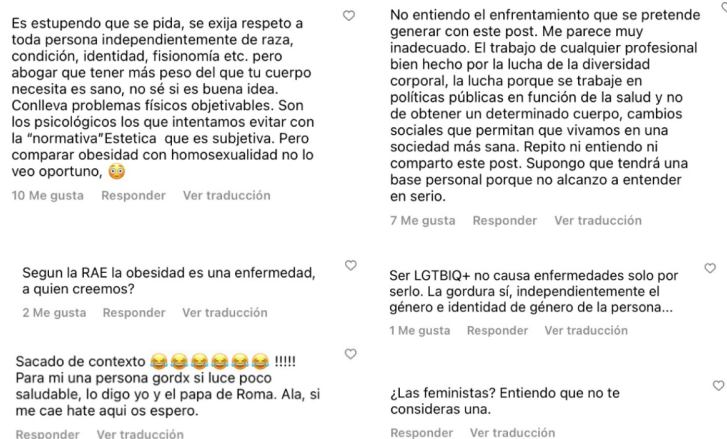 Es estupendo que se pida, se exija respeto a
toda persona independientemente de raza,
condición, identidad, fisionomía etc. pero
abogar que tener más peso del que tu cuerpo
necesita es sano, no sé si es buena idea.
Conlleva problemas físicos objetivables. Son
los psicológicos los que intentamos evitar con
la “normativa”Estetica que es subjetiva. Pero
comparar obesidad con homosexualidad no lo
veo oportuno, 😳
10 Me gusta Responder Ver traducción
No entiendo el enfrentamiento que se pretende
generar con este post. Me parece muy
inadecuado. El trabajo de cualquier profesional
bien hecho por la lucha de la diversidad
corporal, la lucha porque se trabaje en
políticas públicas en función de la salud y no
de obtener un determinado cuerpo, cambios
sociales que permitan que vivamos en una
sociedad más sana. Repito ni entiendo ni
comparto este post. Supongo que tendrá una
base personal porque no alcanzo a entender
en serio.
7 Me gusta Responder Ver traducción
Segun la RAE la obesidad es una enfermedad,
a quien creemos?
2 Me gusta Responder Ver traducción
Ser LGTBIQ+ no causa enfermedades solo por
serlo. La gordura sí, independientemente el
género e identidad de género de la persona...
1 Me gusta Responder Ver traducción
Sacado de contexto 😂😂😂😂😂😂 !!!!!
Para mi una persona gordx si luce poco
saludable, lo digo yo y el papa de Roma. Ala, si
me cae hate aqui os espero.
Responder Ver traducción
¿Las feministas? Entiendo que no te
consideras una.
Responder Ver traducción